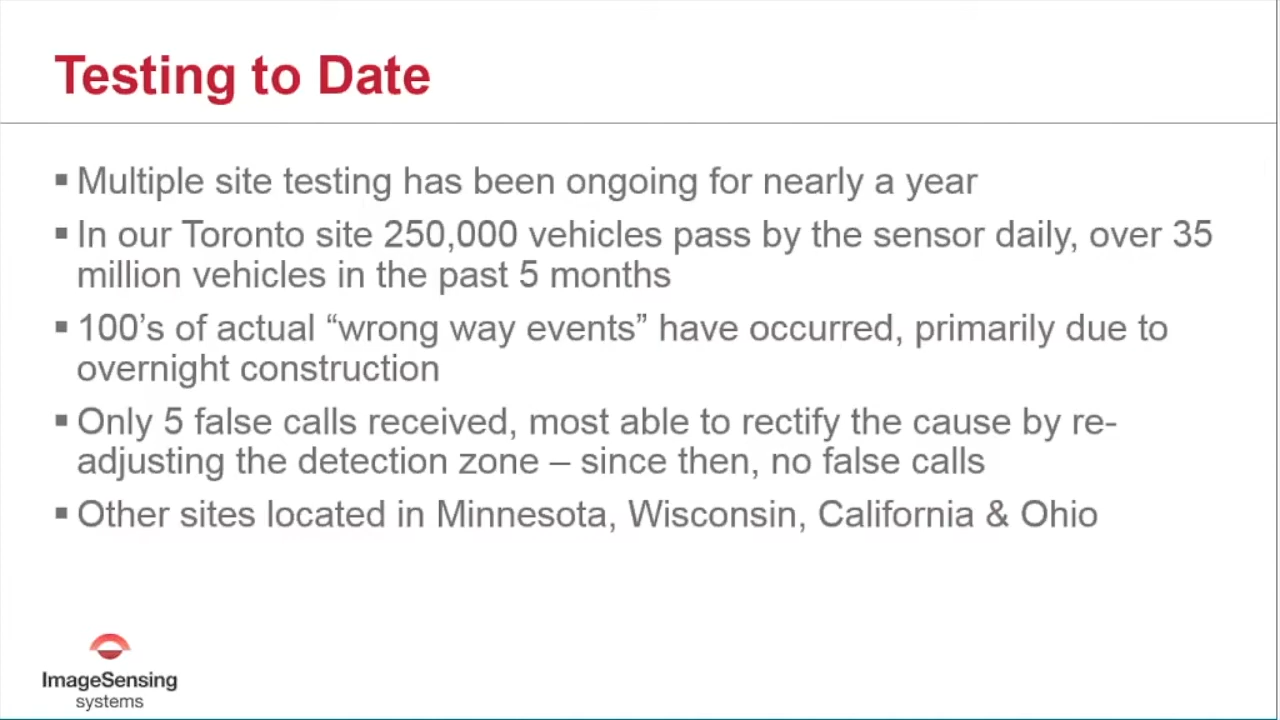 Testing to Date
▪ Multiple site testing has been ongoing for nearly a year
▪ In our Toronto site 250,000 vehicles pass by the sensor daily, over 35
million vehicles in the past 5 months
▪ 100’s of actual “wrong way events” have occurred, primarily due to
overnight construction
▪ Only 5 false calls received, most able to rectify the cause by re-
adjusting the detection zone – since then, no false calls
▪ Other sites located in Minnesota, Wisconsin, California & Ohio
ImageSensing
systems